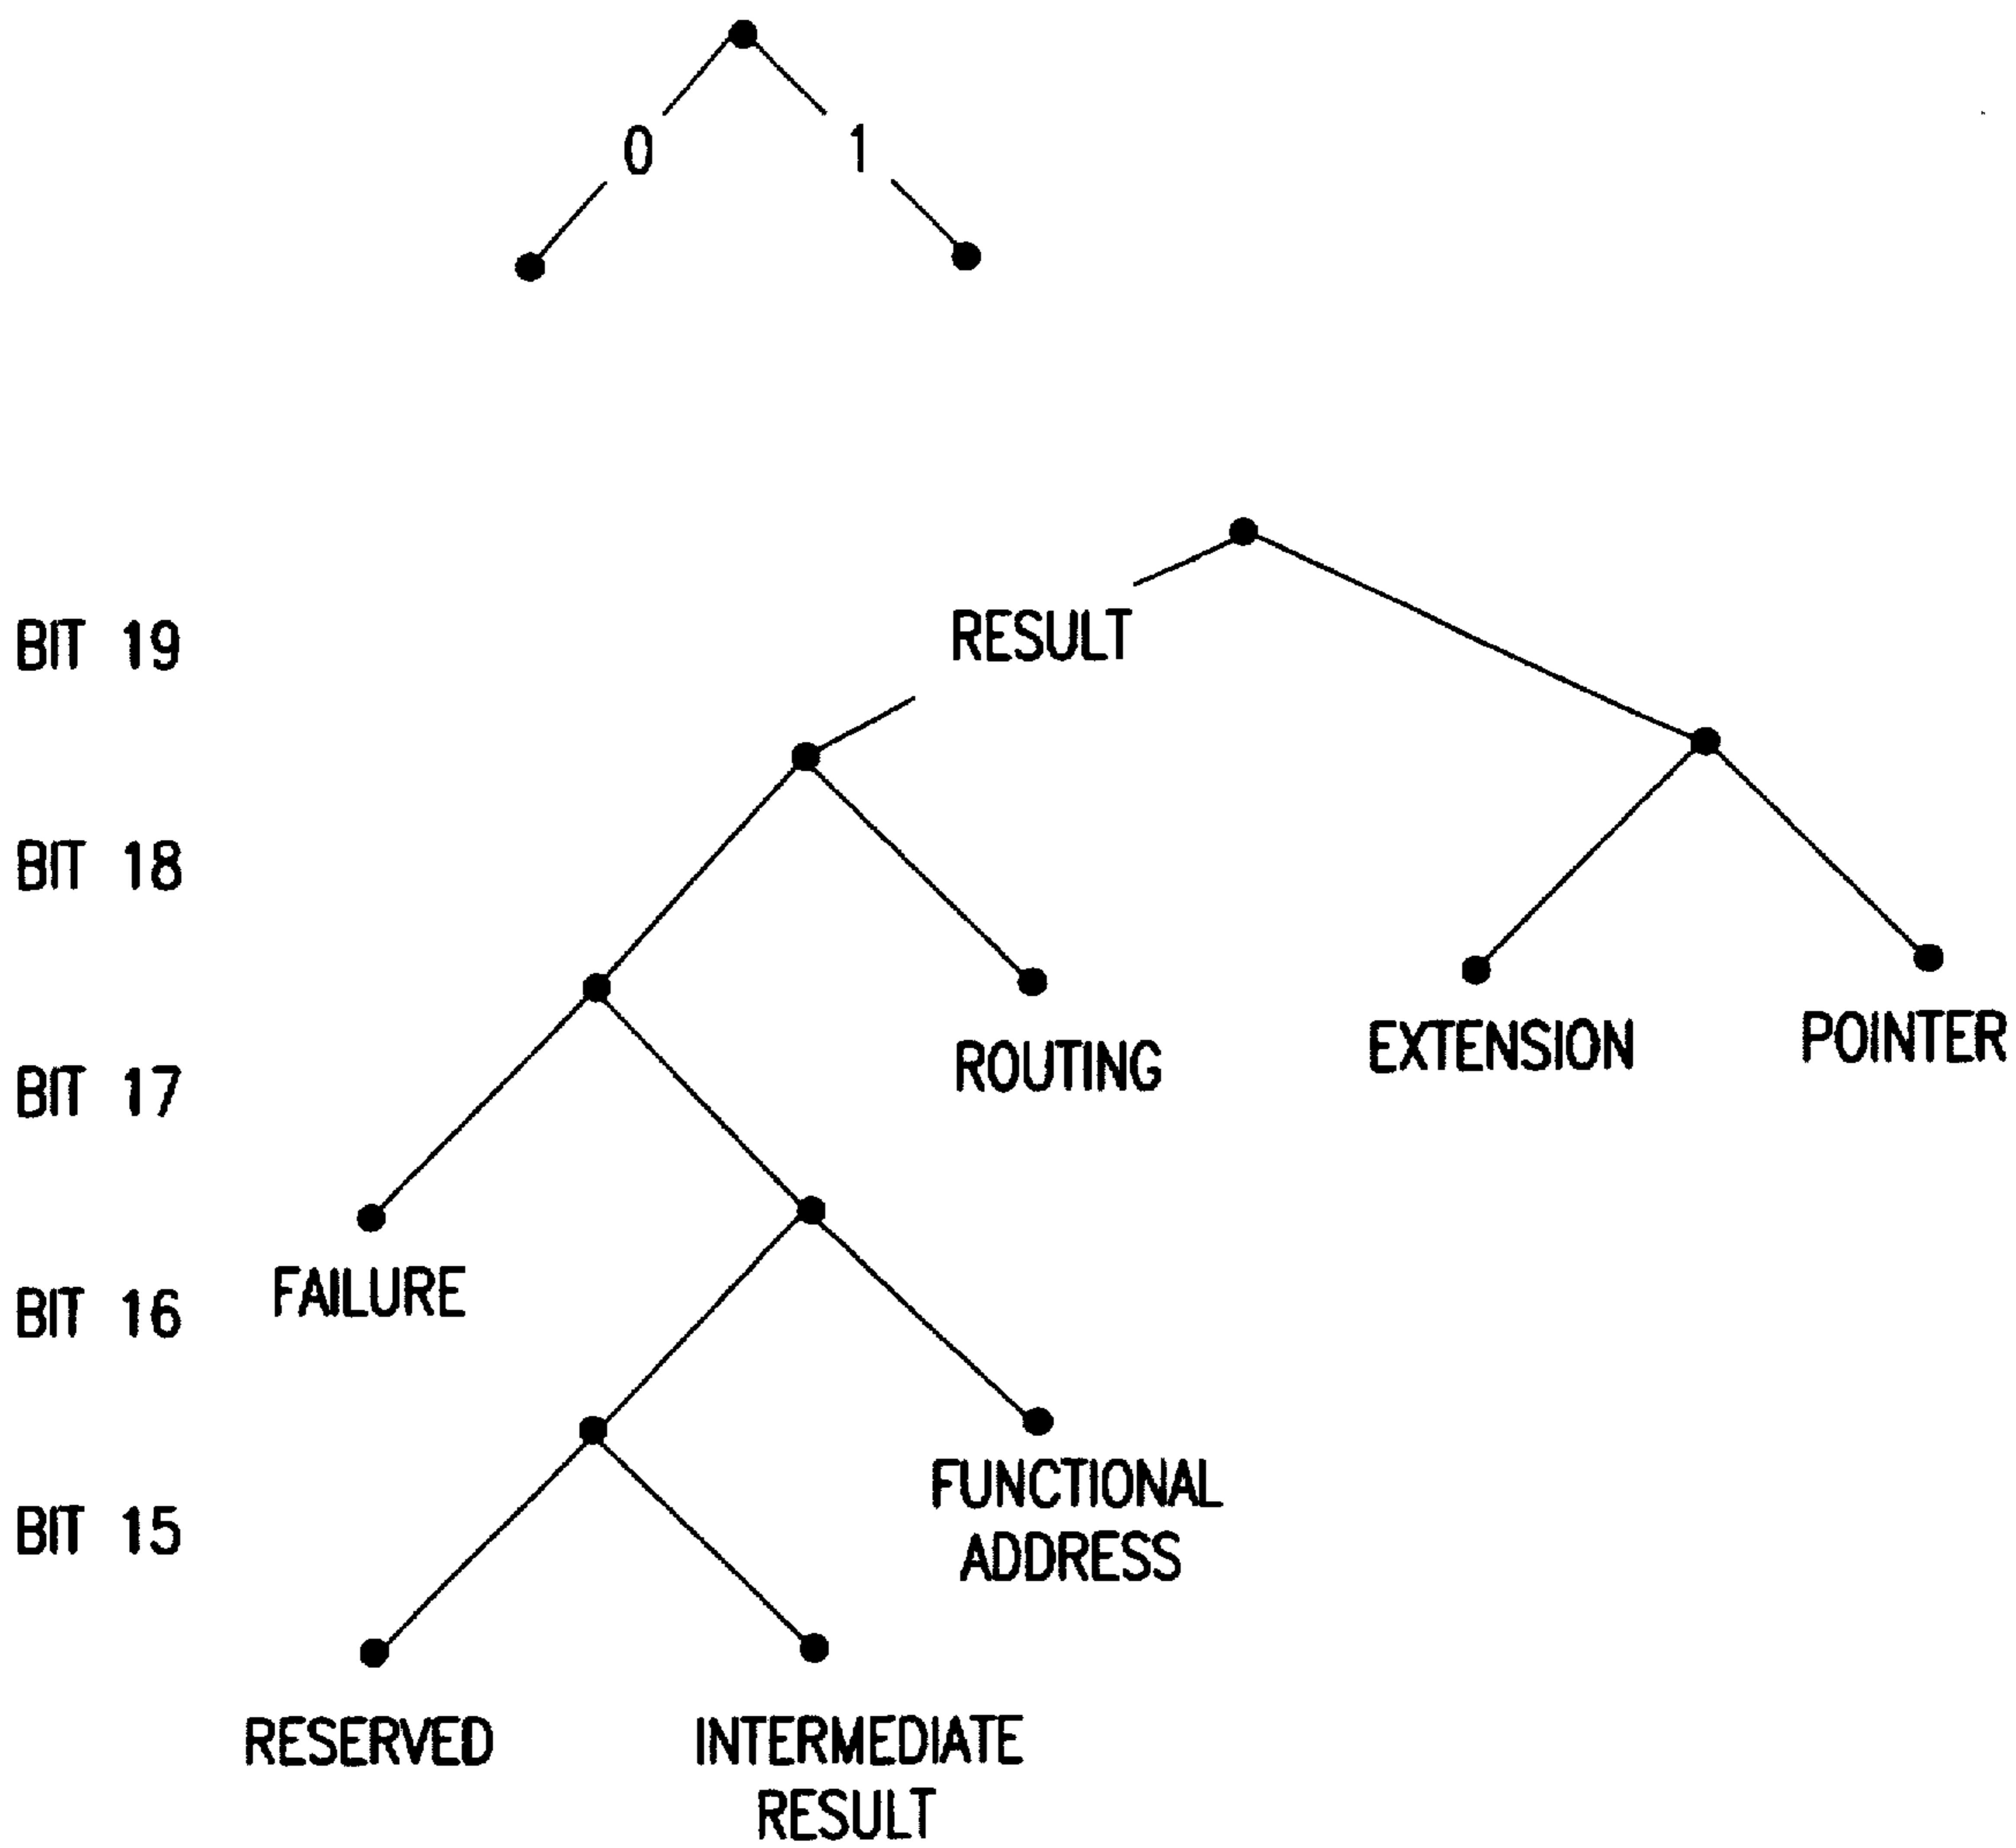 0 1
BIT 19 RESULT
BIT 18
ROUTING EXTENSION POINTER
BIT 17
FAILURE
BIT 16
FUNCTIONAL
ADDRESS
BIT 15
RESERVED INTERMEDIATE
RESULT